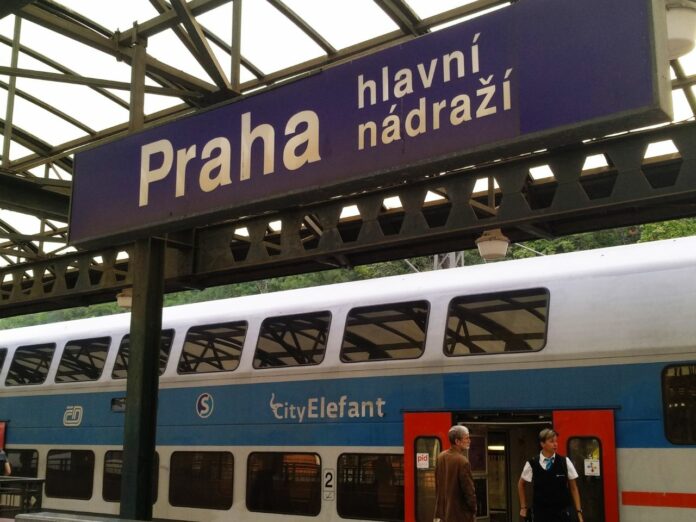 Praha
hlavní
nádraží
ČD
S
CityElefant
pid
2